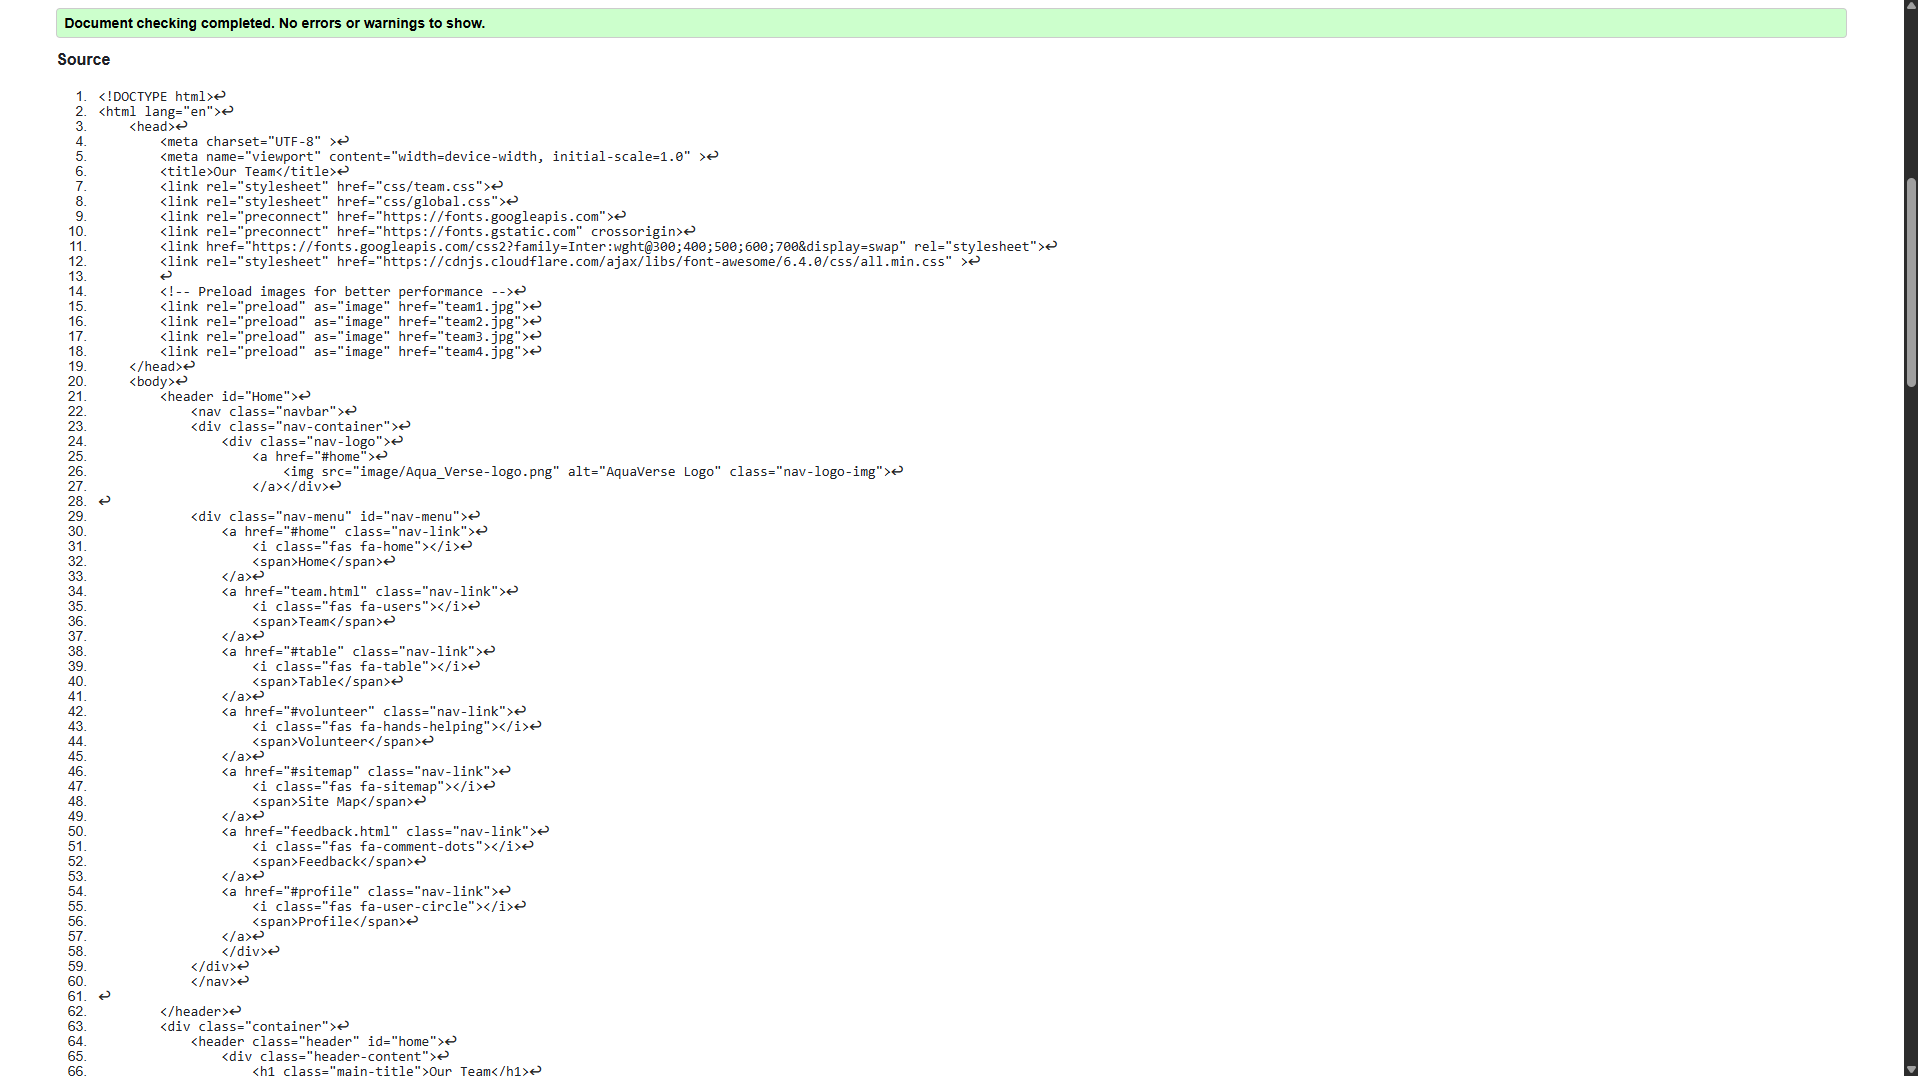 Document checking completed. No errors or warnings to show.
Source
1. <!DOCTYPE html>↩
2. <html lang="en">↩
3.     <head>↩
4.         <meta charset="UTF-8" >↩
5.         <meta name="viewport" content="width=device-width, initial-scale=1.0" >↩
6.         <title>Our Team</title>↩
7.         <link rel="stylesheet" href="css/team.css">↩
8.         <link rel="stylesheet" href="css/global.css">↩
9.         <link rel="preconnect" href="https://fonts.googleapis.com">↩
10.         <link rel="preconnect" href="https://fonts.gstatic.com" crossorigin>↩
11.         <link href="https://fonts.googleapis.com/css2?family=Inter:wght@300;400;500;600;700&display=swap" rel="stylesheet">↩
12.         <link rel="stylesheet" href="https://cdnjs.cloudflare.com/ajax/libs/font-awesome/6.4.0/css/all.min.css" >↩
13.         ↩
14.         <!-- Preload images for better performance -->↩
15.         <link rel="preload" as="image" href="team1.jpg">↩
16.         <link rel="preload" as="image" href="team2.jpg">↩
17.         <link rel="preload" as="image" href="team3.jpg">↩
18.         <link rel="preload" as="image" href="team4.jpg">↩
19.     </head>↩
20.     <body>↩
21.         <header id="Home">↩
22.             <nav class="navbar">↩
23.             <div class="nav-container">↩
24.                 <div class="nav-logo">↩
25.                     <a href="#home">↩
26.                         <img src="image/Aqua_Verse-logo.png" alt="AquaVerse Logo" class="nav-logo-img">↩
27.                     </a></div>↩
28. ↩
29.             <div class="nav-menu" id="nav-menu">↩
30.                 <a href="#home" class="nav-link">↩
31.                     <i class="fas fa-home"></i>↩
32.                     <span>Home</span>↩
33.                 </a>↩
34.                 <a href="team.html" class="nav-link">↩
35.                     <i class="fas fa-users"></i>↩
36.                     <span>Team</span>↩
37.                 </a>↩
38.                 <a href="#table" class="nav-link">↩
39.                     <i class="fas fa-table"></i>↩
40.                     <span>Table</span>↩
41.                 </a>↩
42.                 <a href="#volunteer" class="nav-link">↩
43.                     <i class="fas fa-hands-helping"></i>↩
44.                     <span>Volunteer</span>↩
45.                 </a>↩
46.                 <a href="#sitemap" class="nav-link">↩
47.                     <i class="fas fa-sitemap"></i>↩
48.                     <span>Site Map</span>↩
49.                 </a>↩
50.                 <a href="feedback.html" class="nav-link">↩
51.                     <i class="fas fa-comment-dots"></i>↩
52.                     <span>Feedback</span>↩
53.                 </a>↩
54.                 <a href="#profile" class="nav-link">↩
55.                     <i class="fas fa-user-circle"></i>↩
56.                     <span>Profile</span>↩
57.                 </a>↩
58.                 </div>↩
59.             </div>↩
60.             </nav>↩
61. ↩
62.         </header>↩
63.         <div class="container">↩
64.             <header class="header" id="home">↩
65.                 <div class="header-content">↩
66.                     <h1 class="main-title">Our Team</h1>↩